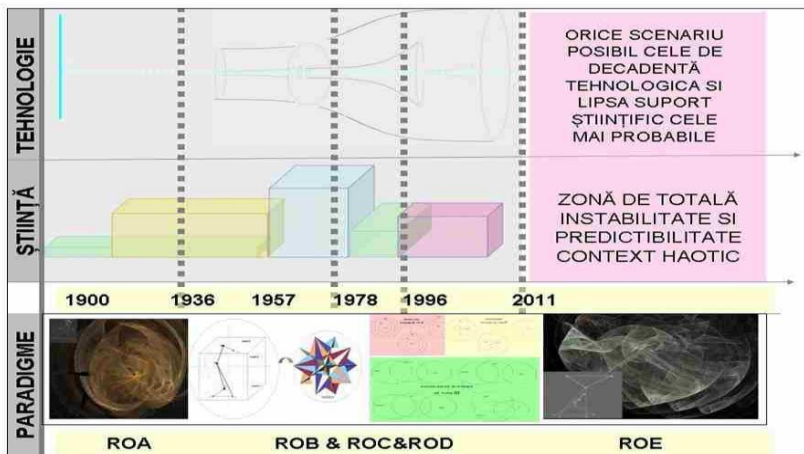 TEHNOLOGIE
ORICE SCENARIU
POSIBIL CELE DE
DECADENTĂ
TEHNOLOGICA SI
LIPSA SUPORT
ȘTIINȚIFIC CELE
MAI PROBABILE
ȘTIINȚĂ
ZONĂ DE TOTALĂ
INSTABILITATE SI
PREDICTIBILITATE
CONTEXT HAOTIC
1900 1936 1957 1978 1996 2011
PARADIGME
ROA ROB & ROC&ROD ROE